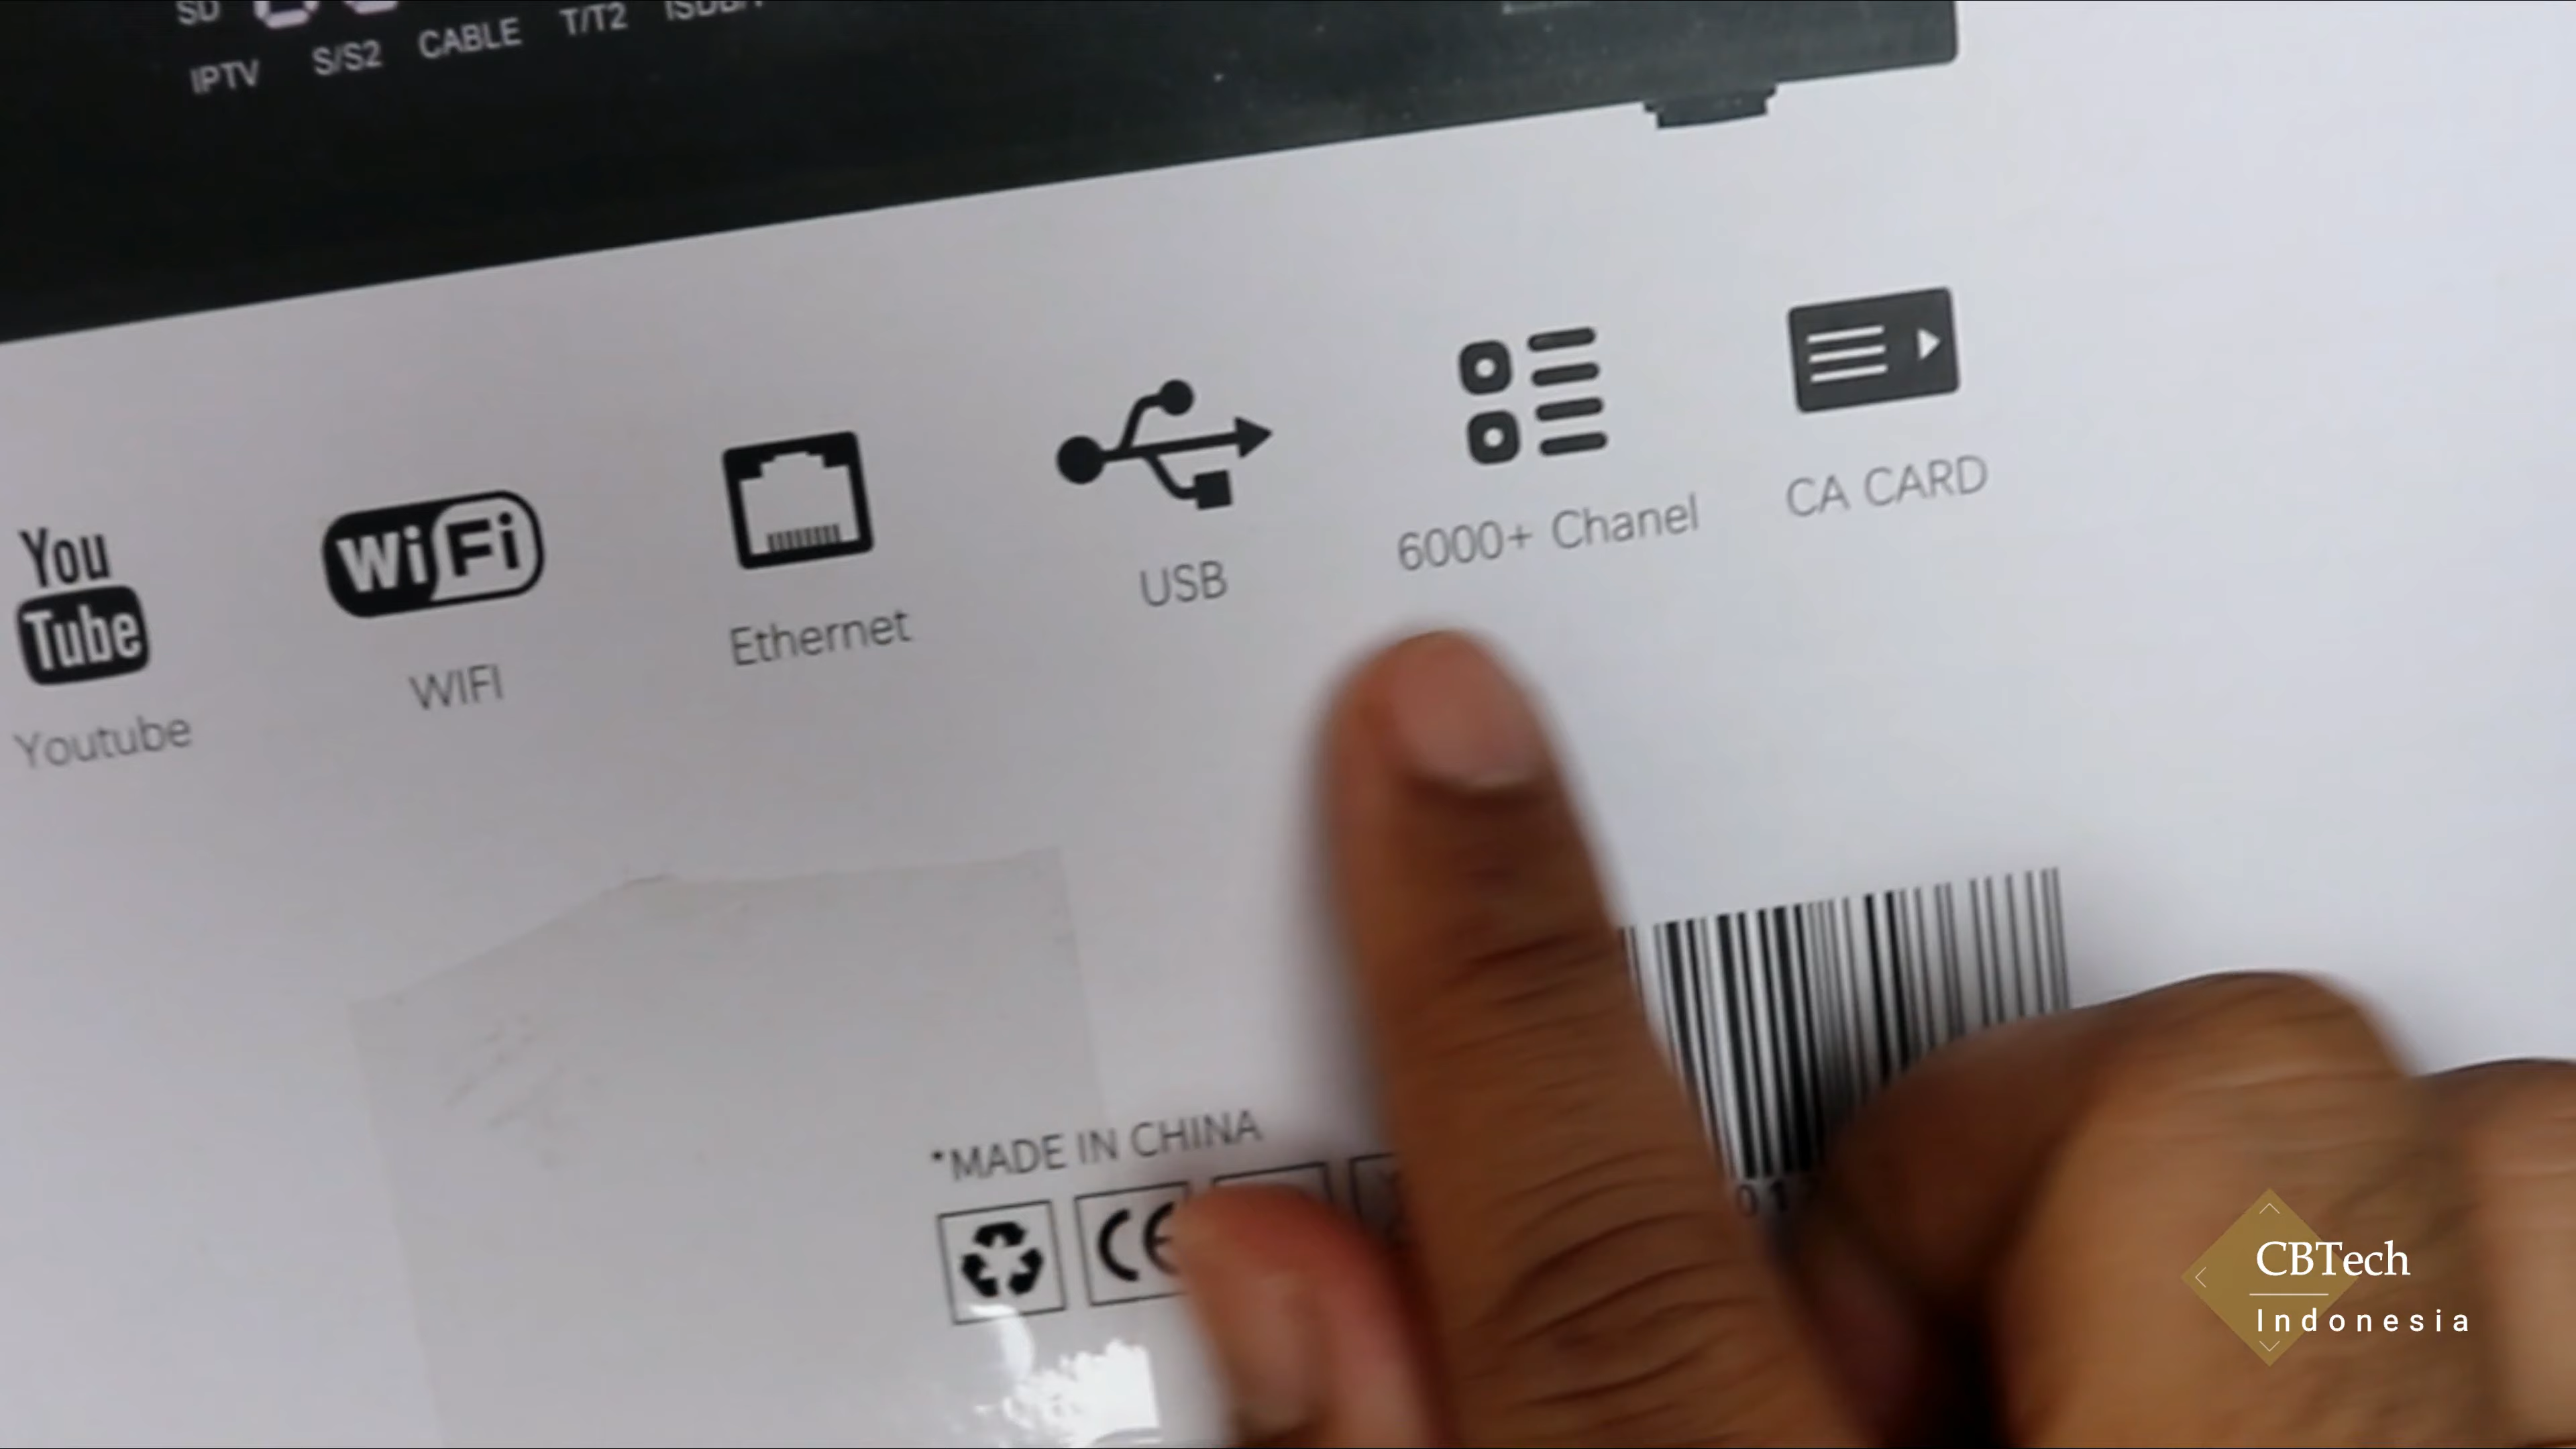 SD
IPTV S/S2 CABLE T/T2
You
Tube
Youtube
WiFi
WIFI
Ethernet
USB
6000+ Chanel
CA CARD
*MADE IN CHINA
CE
CBTech
Indonesia